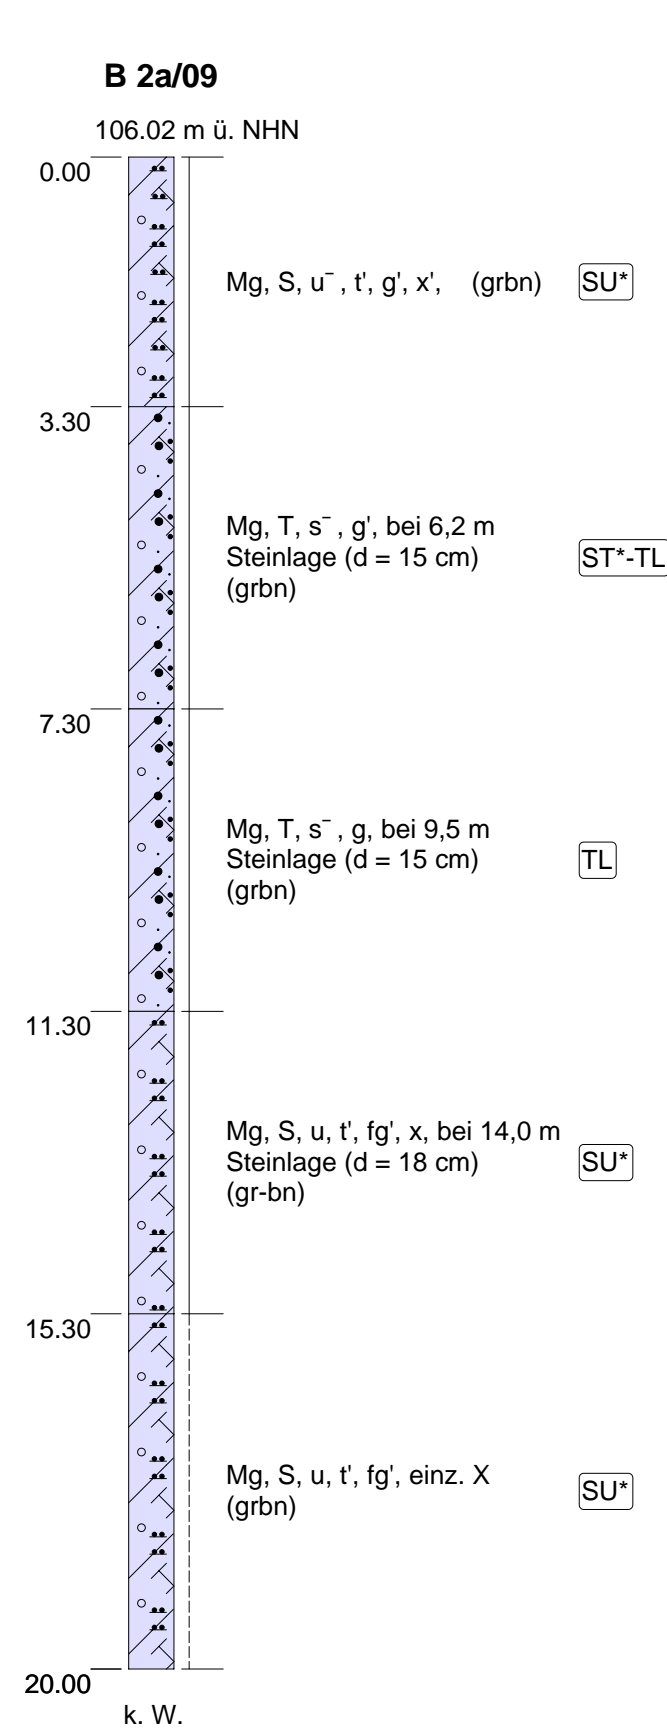 B 2a/09
106.02 m ü. NHN
0.00
Mg, S, u¯, t', g', x', (grbn) SU*
3.30
Mg, T, s¯, g', bei 6,2 m
Steinlage (d = 15 cm) ST*-TL
(grbn)
7.30
Mg, T, s¯, g, bei 9,5 m
Steinlage (d = 15 cm) TL
(grbn)
11.30
Mg, S, u, t', fg', x, bei 14,0 m
Steinlage (d = 18 cm) SU*
(gr-bn)
15.30
Mg, S, u, t', fg', einz. X
(grbn) SU*
20.00
k. W.